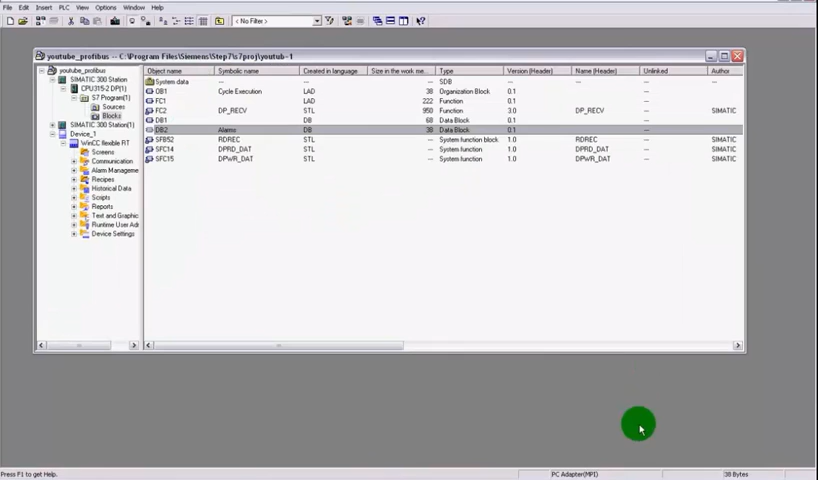 File Edit Insert PLC View Options Window Help
< No Filter >
youtube_profibus -- C:\Program Files\Siemens\Step7\s7proj\youtub~1
youtube_profibus
SIMATIC 300 Station
CPU315-2 DP(1)
S7 Program(1)
Sources
Blocks
SIMATIC 300 Station(1)
Device_1
WinCC flexible RT
Screens
Communication
Alarm Manageme
Recipes
Historical Data
Scripts
Reports
Text and Graphic
Runtime User Ad
Device Settings
Object name Symbolic name Created in language Size in the work me... Type Version (Header) Name (Header) Unlinked Author
System data --- --- --- SDB --- --- --- ---
OB1 Cycle Execution LAD 38 Organization Block 0.1 ---
FC1 LAD 222 Function 0.1 ---
FC2 DP_RECV STL 950 Function 3.0 DP_RECV --- SIMATIC
DB1 DB 68 Data Block 0.1 ---
DB2 Alarms DB 38 Data Block 0.1 ---
SFB52 RDREC STL -- System function block 1.0 RDREC --- SIMATIC
SFC14 DPRD_DAT STL -- System function 1.0 DPRD_DAT --- SIMATIC
SFC15 DPWR_DAT STL -- System function 1.0 DPWR_DAT --- SIMATIC
Press F1 to get Help. PC Adapter(MPI) 38 Bytes